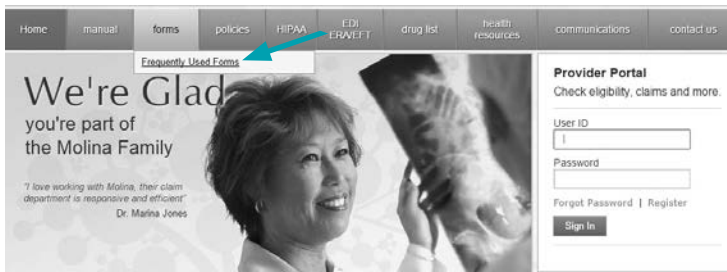 Home manual forms policies HIPAA EDI ERA/EFT drug list health resources communications contact us
Frequently Used Forms
We're Glad
you're part of
the Molina Family
"I love working with Molina, their claim
department is responsive and efficient"
Dr. Marina Jones
Provider Portal
Check eligibility, claims and more.
User ID
Password
Forgot Password | Register
Sign In